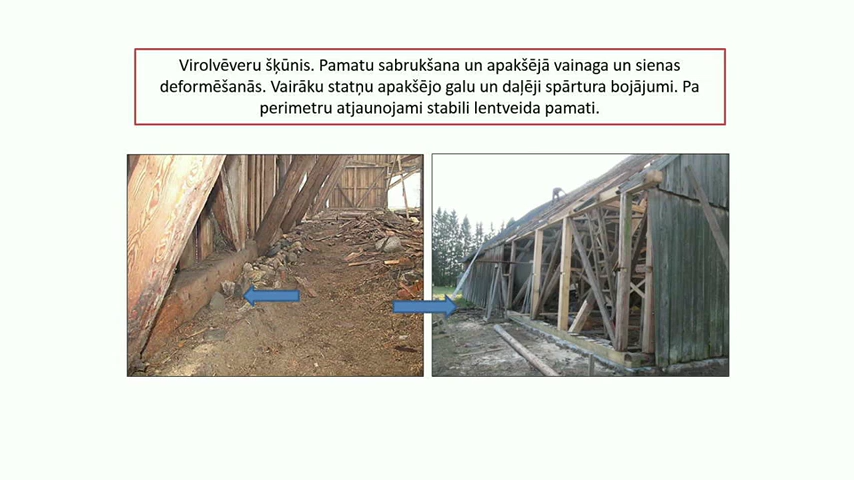 Virolvēveru šķūnis. Pamatu sabrukšana un apakšējā vainaga un sienas
deformēšanās. Vairāku statņu apakšējo galu un daļēji spārtura bojājumi. Pa
perimetru atjaunojami stabili lentveida pamati.